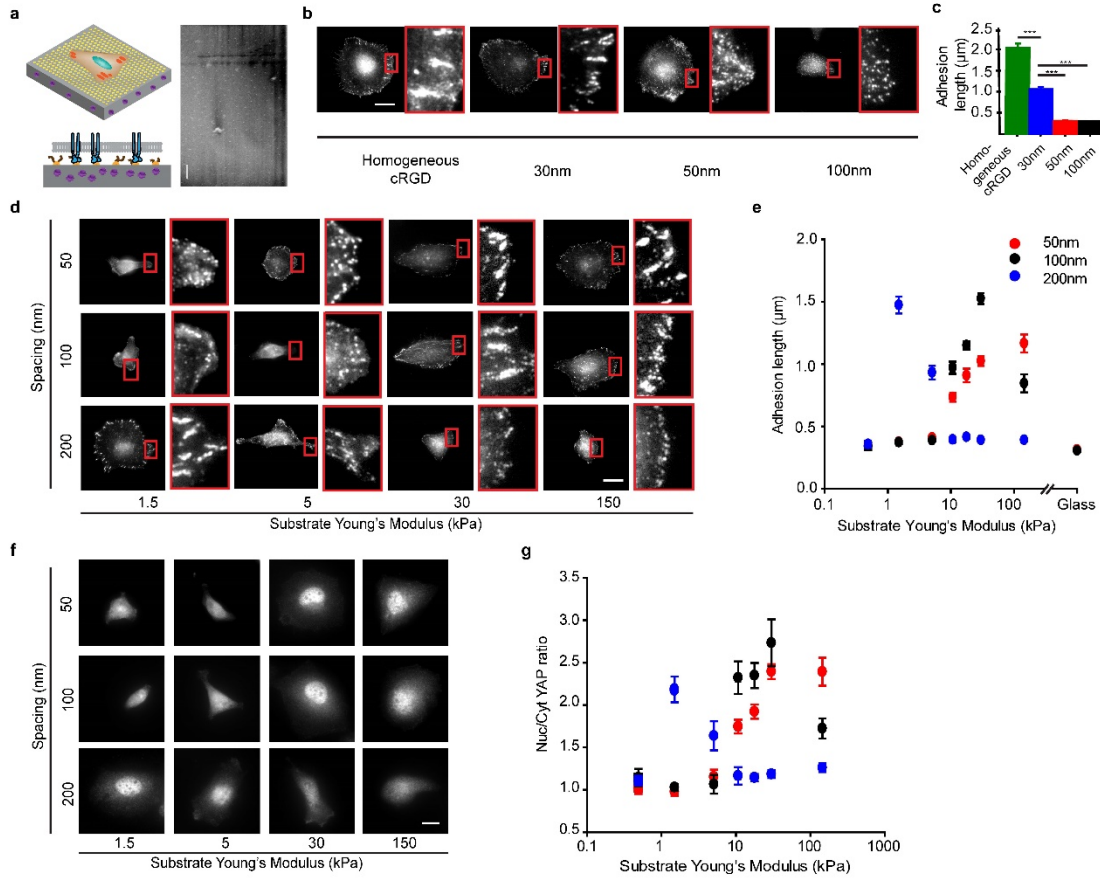 a
b
Homogeneous
cRGD
30nm
50nm
100nm
c
Adhesion
length (µm)
2.5
2.0
1.5
1.0
0.5
***
***
***
Homo-
geneous
cRGD
30nm
50nm
100nm
d
Spacing (nm)
50
100
200
1.5
5
30
150
Substrate Young's Modulus (kPa)
e
Adhesion length (µm)
2.0
1.5
1.0
0.5
0.0
50nm
100nm
200nm
0.1
1
10
100
Glass
Substrate Young's Modulus (kPa)
f
Spacing (nm)
50
100
200
1.5
5
30
150
Substrate Young's Modulus (kPa)
g
Nuc/Cyt YAP ratio
3.5
3.0
2.5
2.0
1.5
1.0
0.5
0.1
1
10
100
1000
Substrate Young's Modulus (kPa)